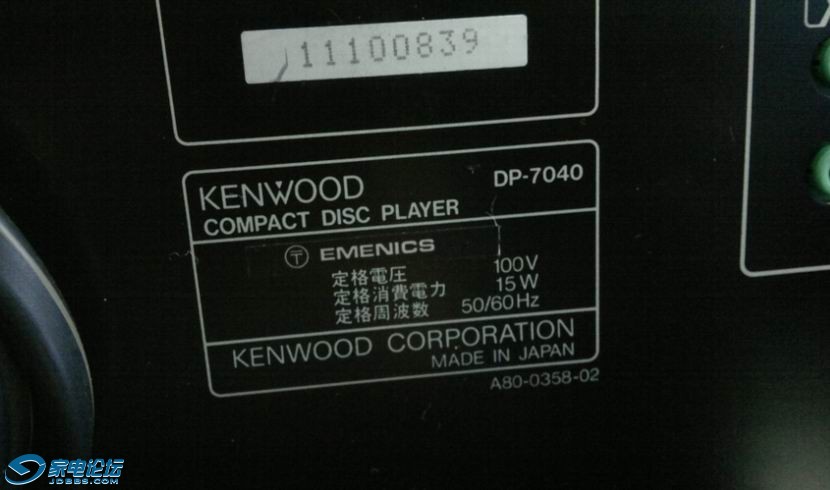 11100839
KENWOOD DP-7040
COMPACT DISC PLAYER
〒 EMENICS
定格電圧 100V
定格消費電力 15W
定格周波数 50/60Hz
KENWOOD CORPORATION
MADE IN JAPAN
A80-0358-02
家电论坛
JDBBS.COM